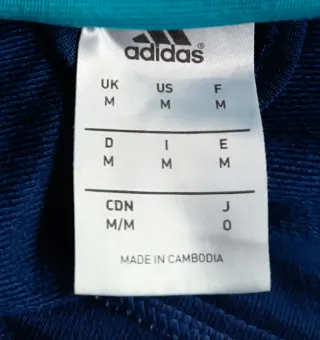 adidas®
UK US F
M M M
D I E
M M M
CDN J
M/M O
MADE IN CAMBODIA